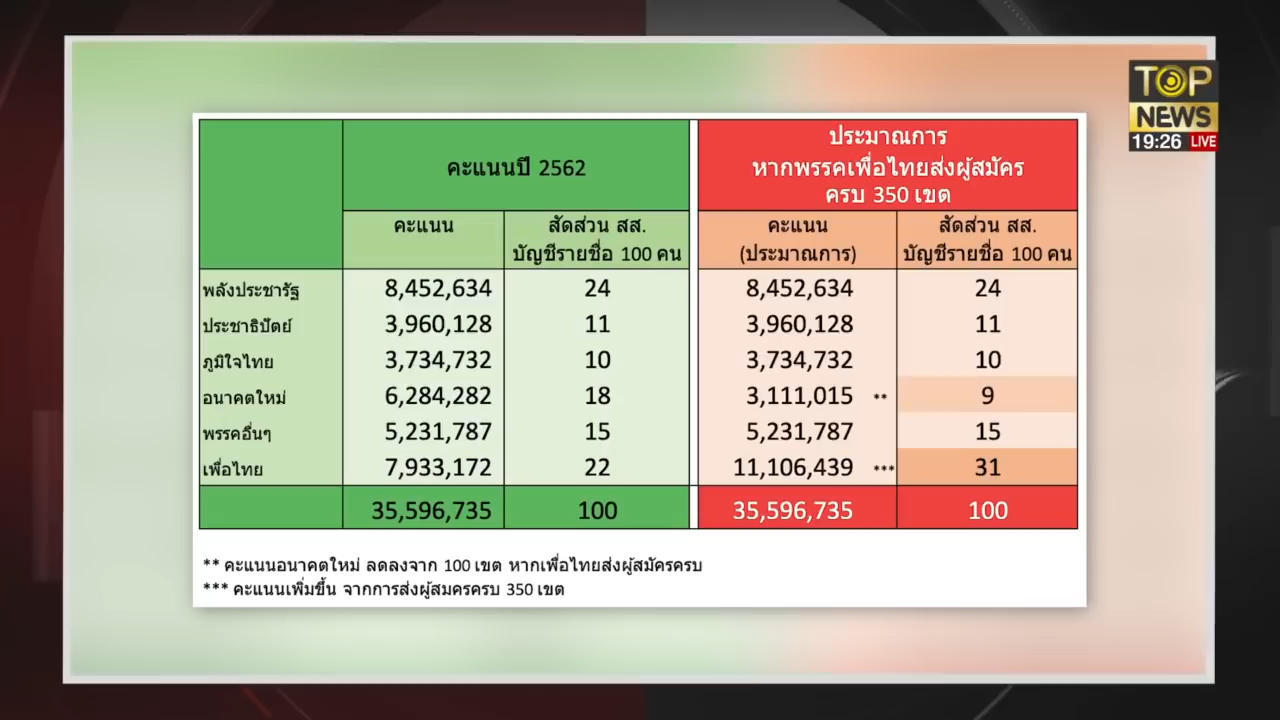 TOP
NEWS
19:26 LIVE
คะแนนปี 2562
ประมาณการ
หากพรรคเพื่อไทยส่งผู้สมัคร
ครบ 350 เขต
คะแนน สัดส่วน สส. คะแนน สัดส่วน สส.
บัญชีรายชื่อ 100 คน (ประมาณการ) บัญชีรายชื่อ 100 คน
พลังประชารัฐ 8,452,634 24 8,452,634 24
ประชาธิปัตย์ 3,960,128 11 3,960,128 11
ภูมิใจไทย 3,734,732 10 3,734,732 10
อนาคตใหม่ 6,284,282 18 3,111,015 ** 9
พรรคอื่นๆ 5,231,787 15 5,231,787 15
เพื่อไทย 7,933,172 22 11,106,439 *** 31
35,596,735 100 35,596,735 100
** คะแนนอนาคตใหม่ ลดลงจาก 100 เขต หากเพื่อไทยส่งผู้สมัครครบ
*** คะแนนเพิ่มขึ้น จากการส่งผู้สมครครบ 350 เขต